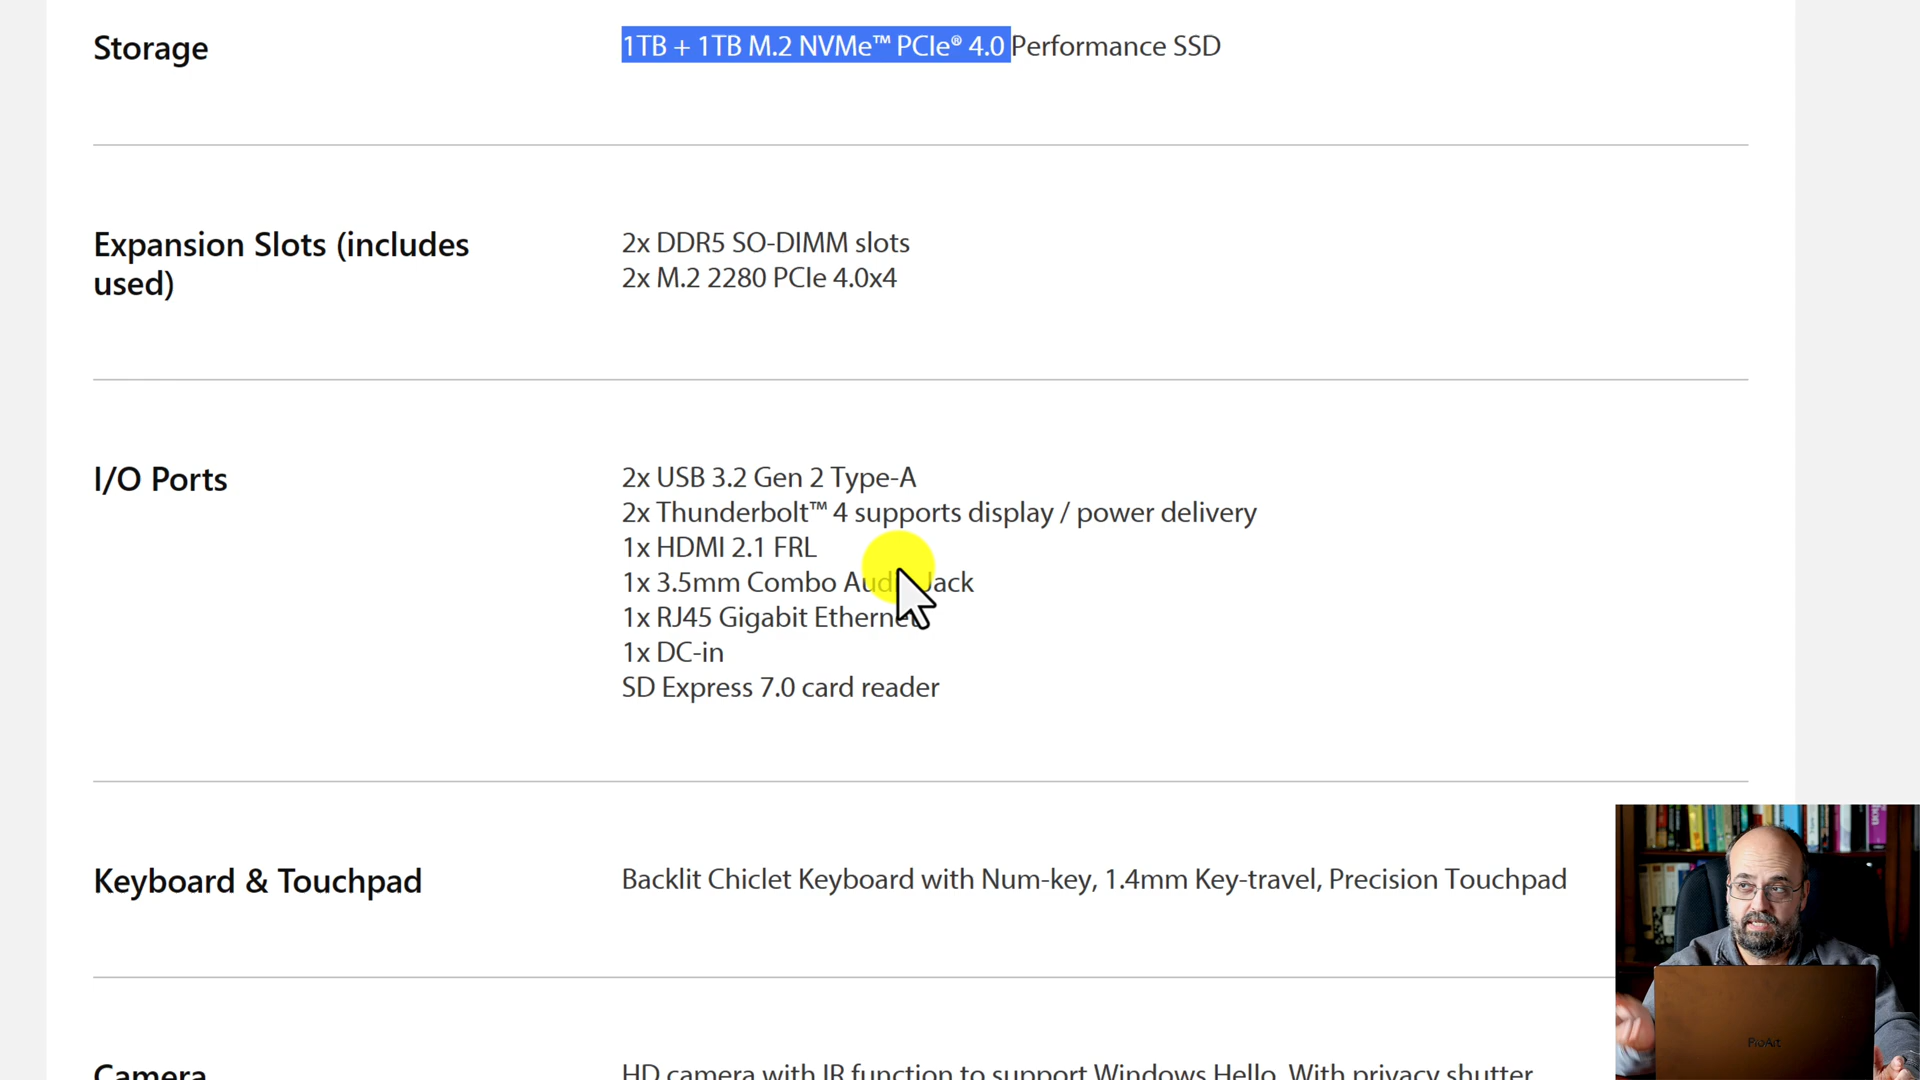 Storage
1TB + 1TB M.2 NVMe™ PCIe® 4.0 Performance SSD
Expansion Slots (includes
used)
2x DDR5 SO-DIMM slots
2x M.2 2280 PCIe 4.0x4
I/O Ports
2x USB 3.2 Gen 2 Type-A
2x Thunderbolt™ 4 supports display / power delivery
1x HDMI 2.1 FRL
1x 3.5mm Combo Audio Jack
1x RJ45 Gigabit Ethernet
1x DC-in
SD Express 7.0 card reader
Keyboard & Touchpad
Backlit Chiclet Keyboard with Num-key, 1.4mm Key-travel, Precision Touchpad
Camera
HD camera with IR function to support Windows Hello, With privacy shutter
ProArt